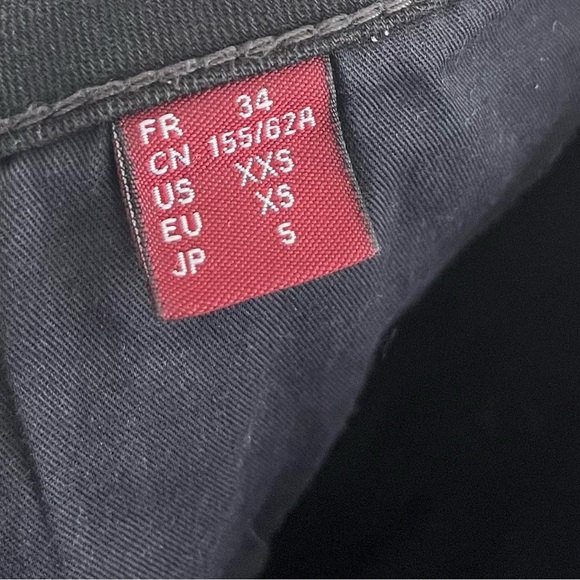 FR 34
CN 155/62A
US XXS
EU XS
JP S